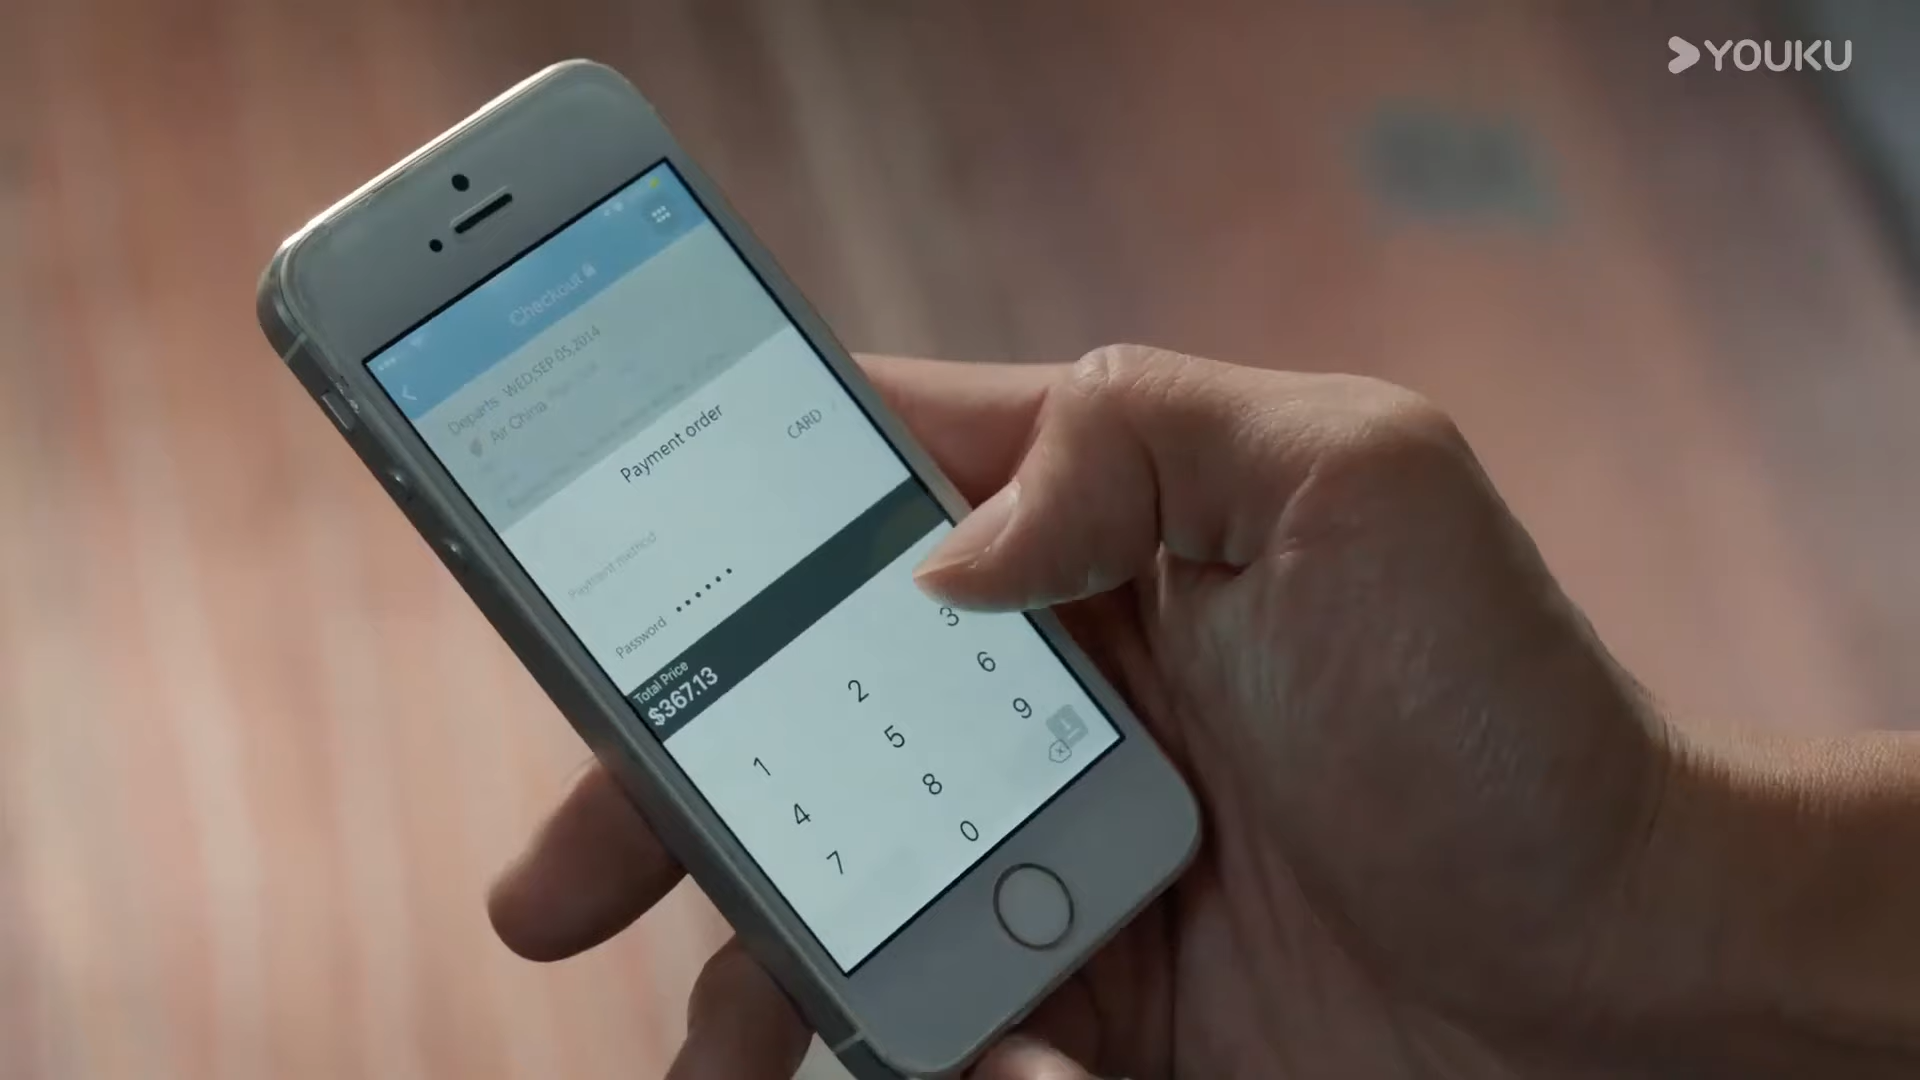 YOUKU
Checkout
Departs WED,SEP 05,2014
Air China
Payment order
CARD
Payment method
Password ••••••
Total Price
$367.13
1 2 3
4 5 6
7 8 9
0